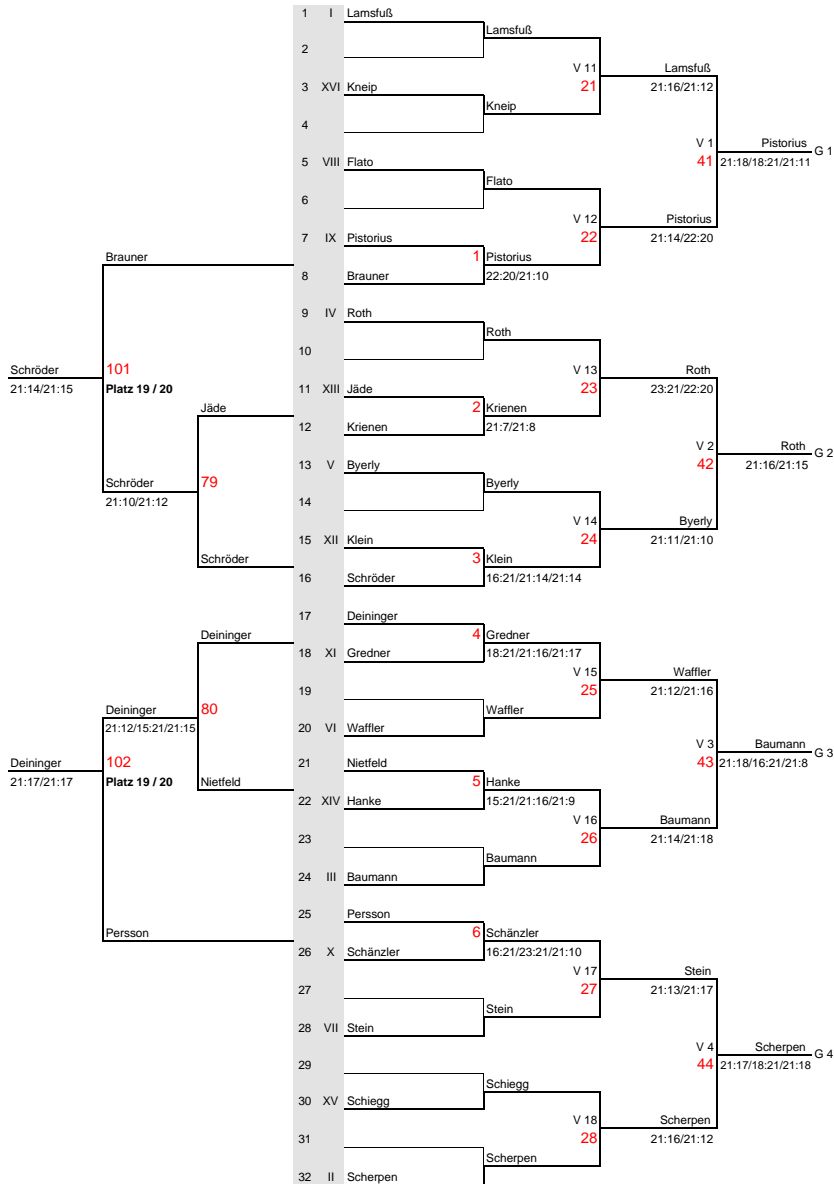 1 I Lamsfuß
Lamsfuß
2
V 11 Lamsfuß
3 XVI Kneip 21 21:16/21:12
Kneip
4
V 1 Pistorius G 1
5 VIII Flato 41 21:18/18:21/21:11
Flato
6
V 12 Pistorius
7 IX Pistorius 22 21:14/22:20
Brauner 1 Pistorius
8 Brauner 22:20/21:10
9 IV Roth
Roth
10
Schröder 101 V 13 Roth
21:14/21:15 Platz 19 / 20 11 XIII Jäde 23 23:21/22:20
Jäde 2 Krienen
12 Krienen 21:7/21:8
V 2 Roth G 2
13 V Byerly 42 21:16/21:15
Schröder 79 Byerly
21:10/21:12 14
V 14 Byerly
15 XII Klein 24 21:11/21:10
Schröder 3 Klein
16 Schröder 16:21/21:14/21:14
17 Deininger
Deininger 4 Gredner
18 XI Gredner 18:21/21:16/21:17
V 15 Waffler
19 25 21:12/21:16
Deininger 80 Waffler
21:12/15:21/21:15 20 VI Waffler
V 3 Baumann G 3
Deininger 102 21 Nietfeld 43 21:18/16:21/21:8
21:17/21:17 Platz 19 / 20 Nietfeld 5 Hanke
22 XIV Hanke 15:21/21:16/21:9
V 16 Baumann
23 26 21:14/21:18
Baumann
24 III Baumann
25 Persson
Persson 6 Schänzler
26 X Schänzler 16:21/23:21/21:10
V 17 Stein
27 27 21:13/21:17
Stein
28 VII Stein
V 4 Scherpen G 4
29 44 21:17/18:21/21:18
Schiegg
30 XV Schiegg
V 18 Scherpen
31 28 21:16/21:12
Scherpen
32 II Scherpen